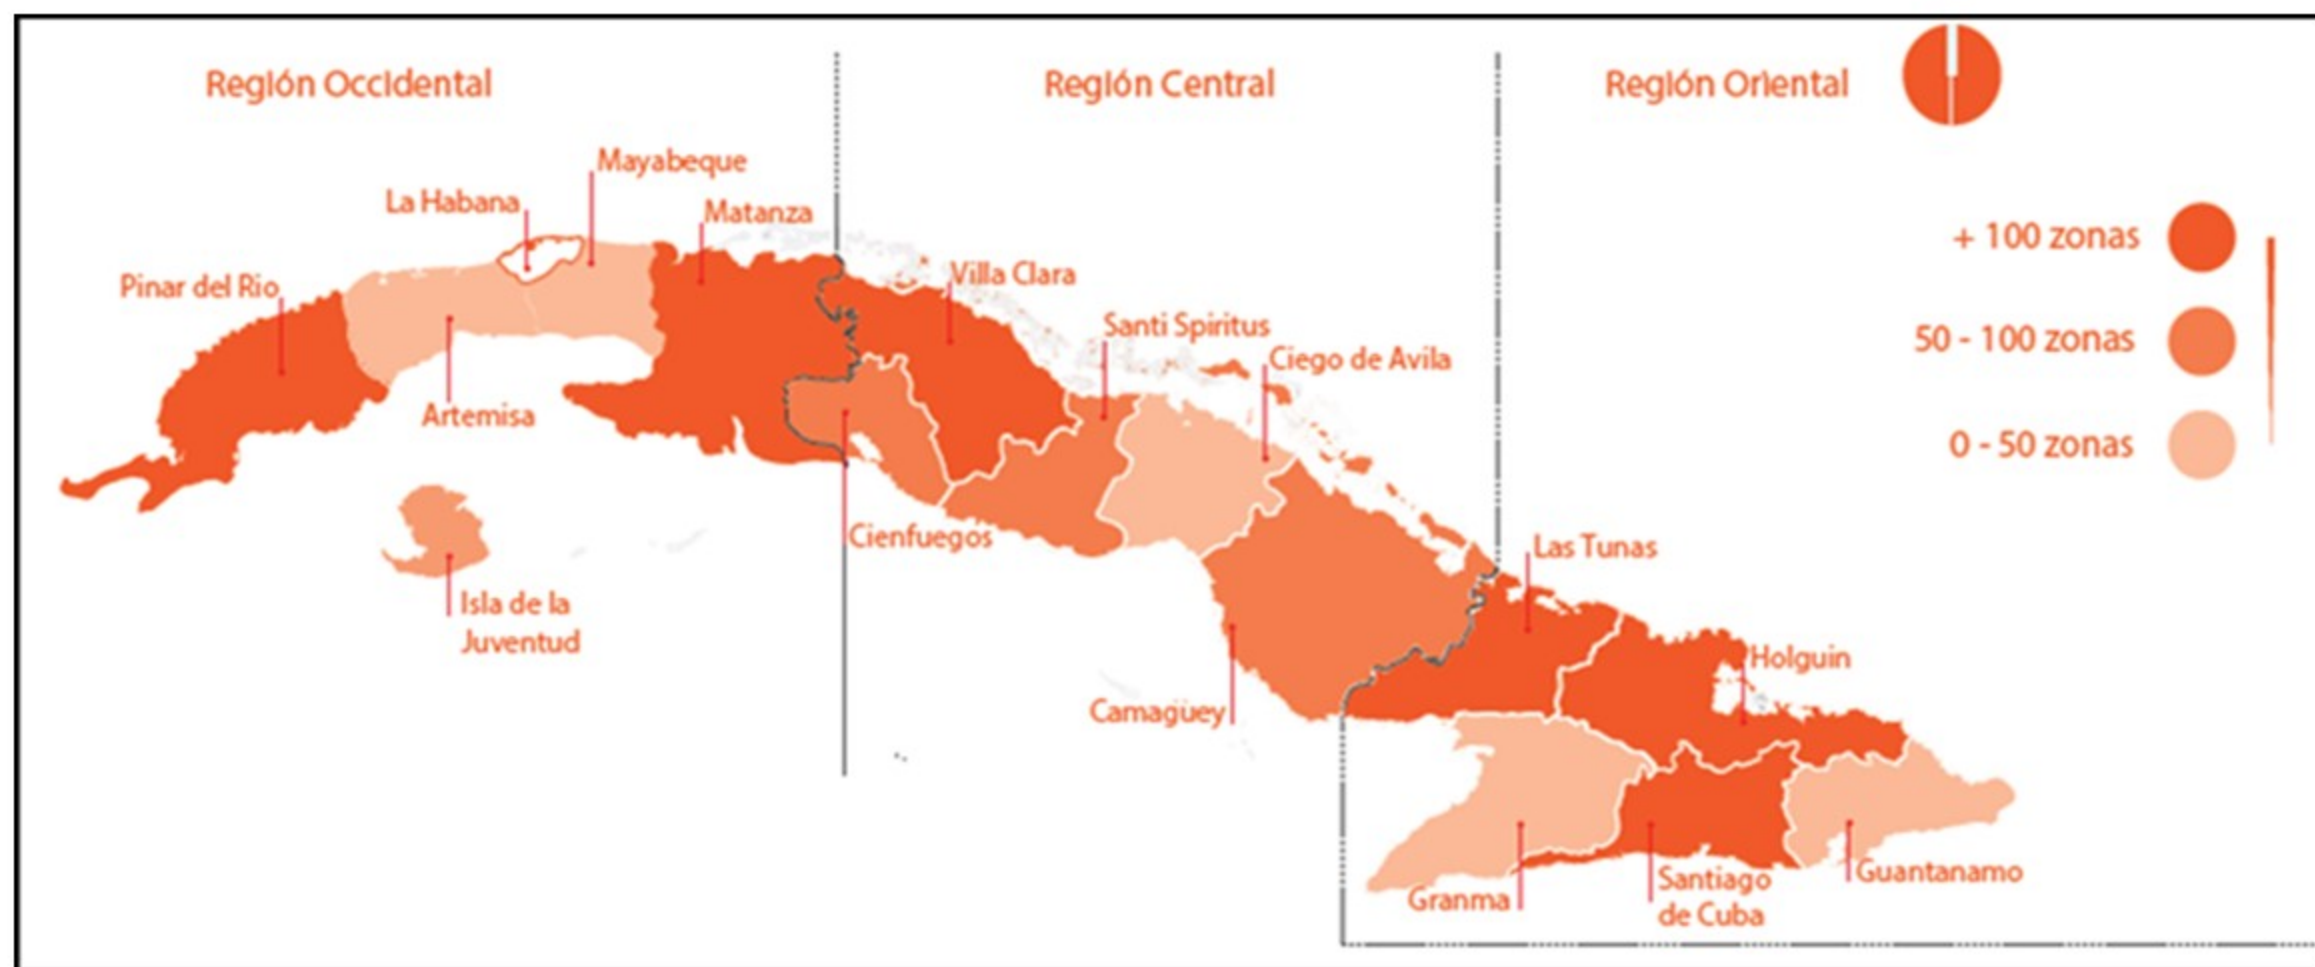 Región Occidental
Región Central
Región Oriental
Mayabeque
La Habana
Matanza
+ 100 zonas
Villa Clara
Pinar del Rio
Santi Spiritus
50 - 100 zonas
Ciego de Avila
Artemisa
0 - 50 zonas
Cienfuegos
Las Tunas
Isla de la
Juventud
Holguin
Camagüey
Guantanamo
Santiago
de Cuba
Granma